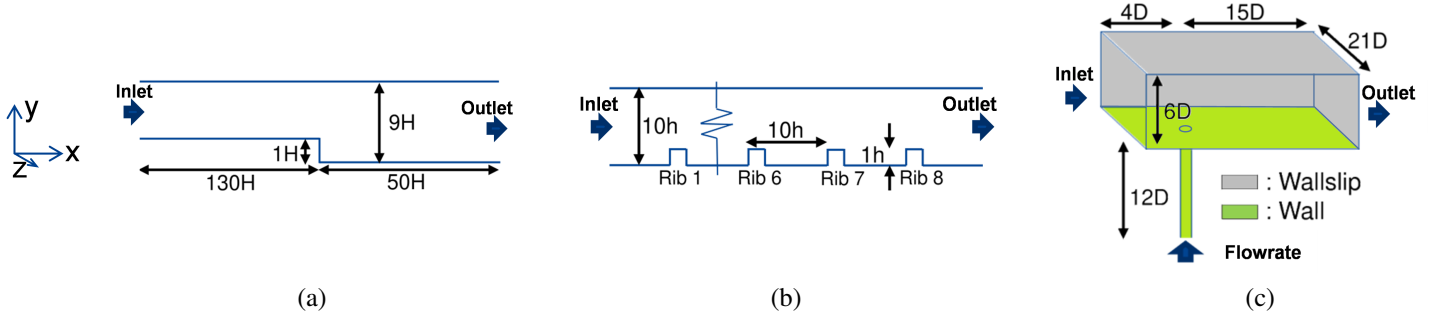 y
x
z
Inlet
Outlet
9H
1H
130H
50H
(a)
Inlet
Outlet
10h
10h
1h
Rib 1
Rib 6
Rib 7
Rib 8
(b)
4D
15D
21D
Inlet
Outlet
6D
12D
: Wallslip
: Wall
Flowrate
(c)